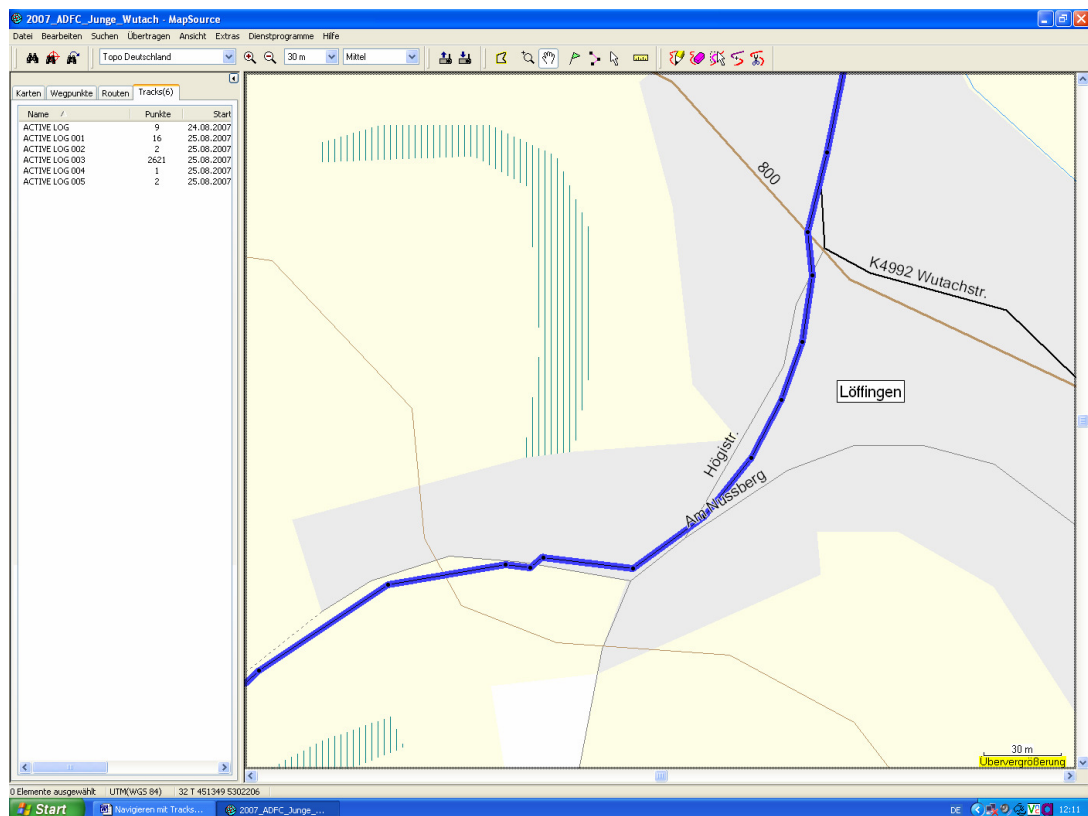 2007_ADFC_Junge_Wutach - MapSource
Datei Bearbeiten Suchen Übertragen Ansicht Extras Dienstprogramme Hilfe
Topo Deutschland 30 m Mittel
Karten Wegpunkte Routen Tracks(6)
Name Punkte Start
ACTIVE LOG 9 24.08.2007
ACTIVE LOG 001 16 25.08.2007
ACTIVE LOG 002 2 25.08.2007
ACTIVE LOG 003 2621 25.08.2007
ACTIVE LOG 004 1 25.08.2007
ACTIVE LOG 005 2 25.08.2007
800
K4992 Wutachstr.
Löffingen
Högistr.
Am Nussberg
30 m
Übervergrößerung
0 Elemente ausgewählt UTM(WGS 84) 32 T 451349 5302206
Start Navigieren mit Tracks... 2007_ADFC_Junge_... DE 12:11